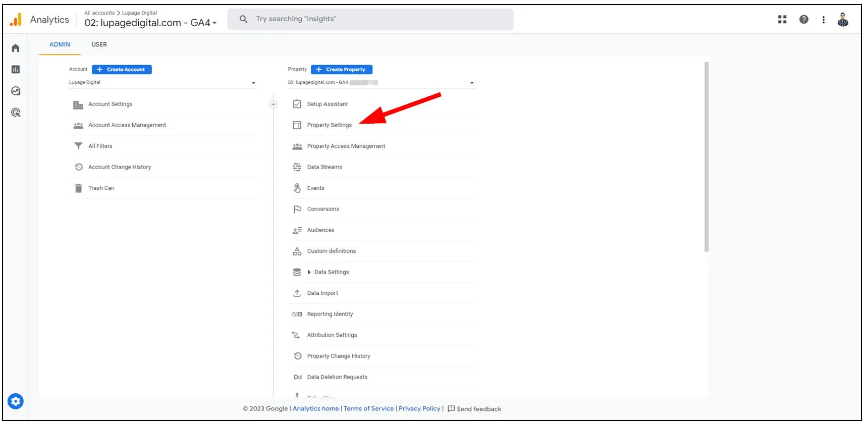 Analytics
All accounts > Lupage Digital
02: lupagedigital.com - GA4
Try searching "Insights"
ADMIN
USER
Account
+ Create Account
Lupage Digital
Account Settings
Account Access Management
All Filters
Account Change History
Trash Can
Property
+ Create Property
02: lupagedigital.com - GA4
Setup Assistant
Property Settings
Property Access Management
Data Streams
Events
Conversions
Audiences
Custom definitions
Data Settings
Data Import
Reporting Identity
Attribution Settings
Property Change History
Dd Data Deletion Requests
© 2023 Google | Analytics home | Terms of Service | Privacy Policy | Send feedback